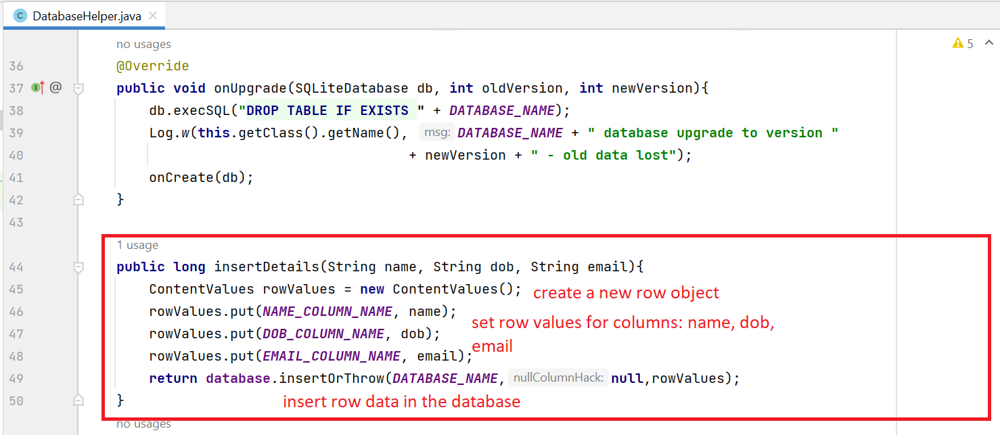 DatabaseHelper.java
no usages
5
36 @Override
37 public void onUpgrade(SQLiteDatabase db, int oldVersion, int newVersion){
38 db.execSQL("DROP TABLE IF EXISTS " + DATABASE_NAME);
39 Log.w(this.getClass().getName(), msg: DATABASE_NAME + " database upgrade to version "
40 + newVersion + " - old data lost");
41 onCreate(db);
42 }
43
1 usage
44 public long insertDetails(String name, String dob, String email){
45 ContentValues rowValues = new ContentValues(); create a new row object
46 rowValues.put(NAME_COLUMN_NAME, name);
set row values for columns: name, dob,
47 rowValues.put(DOB_COLUMN_NAME, dob);
email
48 rowValues.put(EMAIL_COLUMN_NAME, email);
49 return database.insertOrThrow(DATABASE_NAME, nullColumnHack: null,rowValues);
50 }
insert row data in the database
no usages